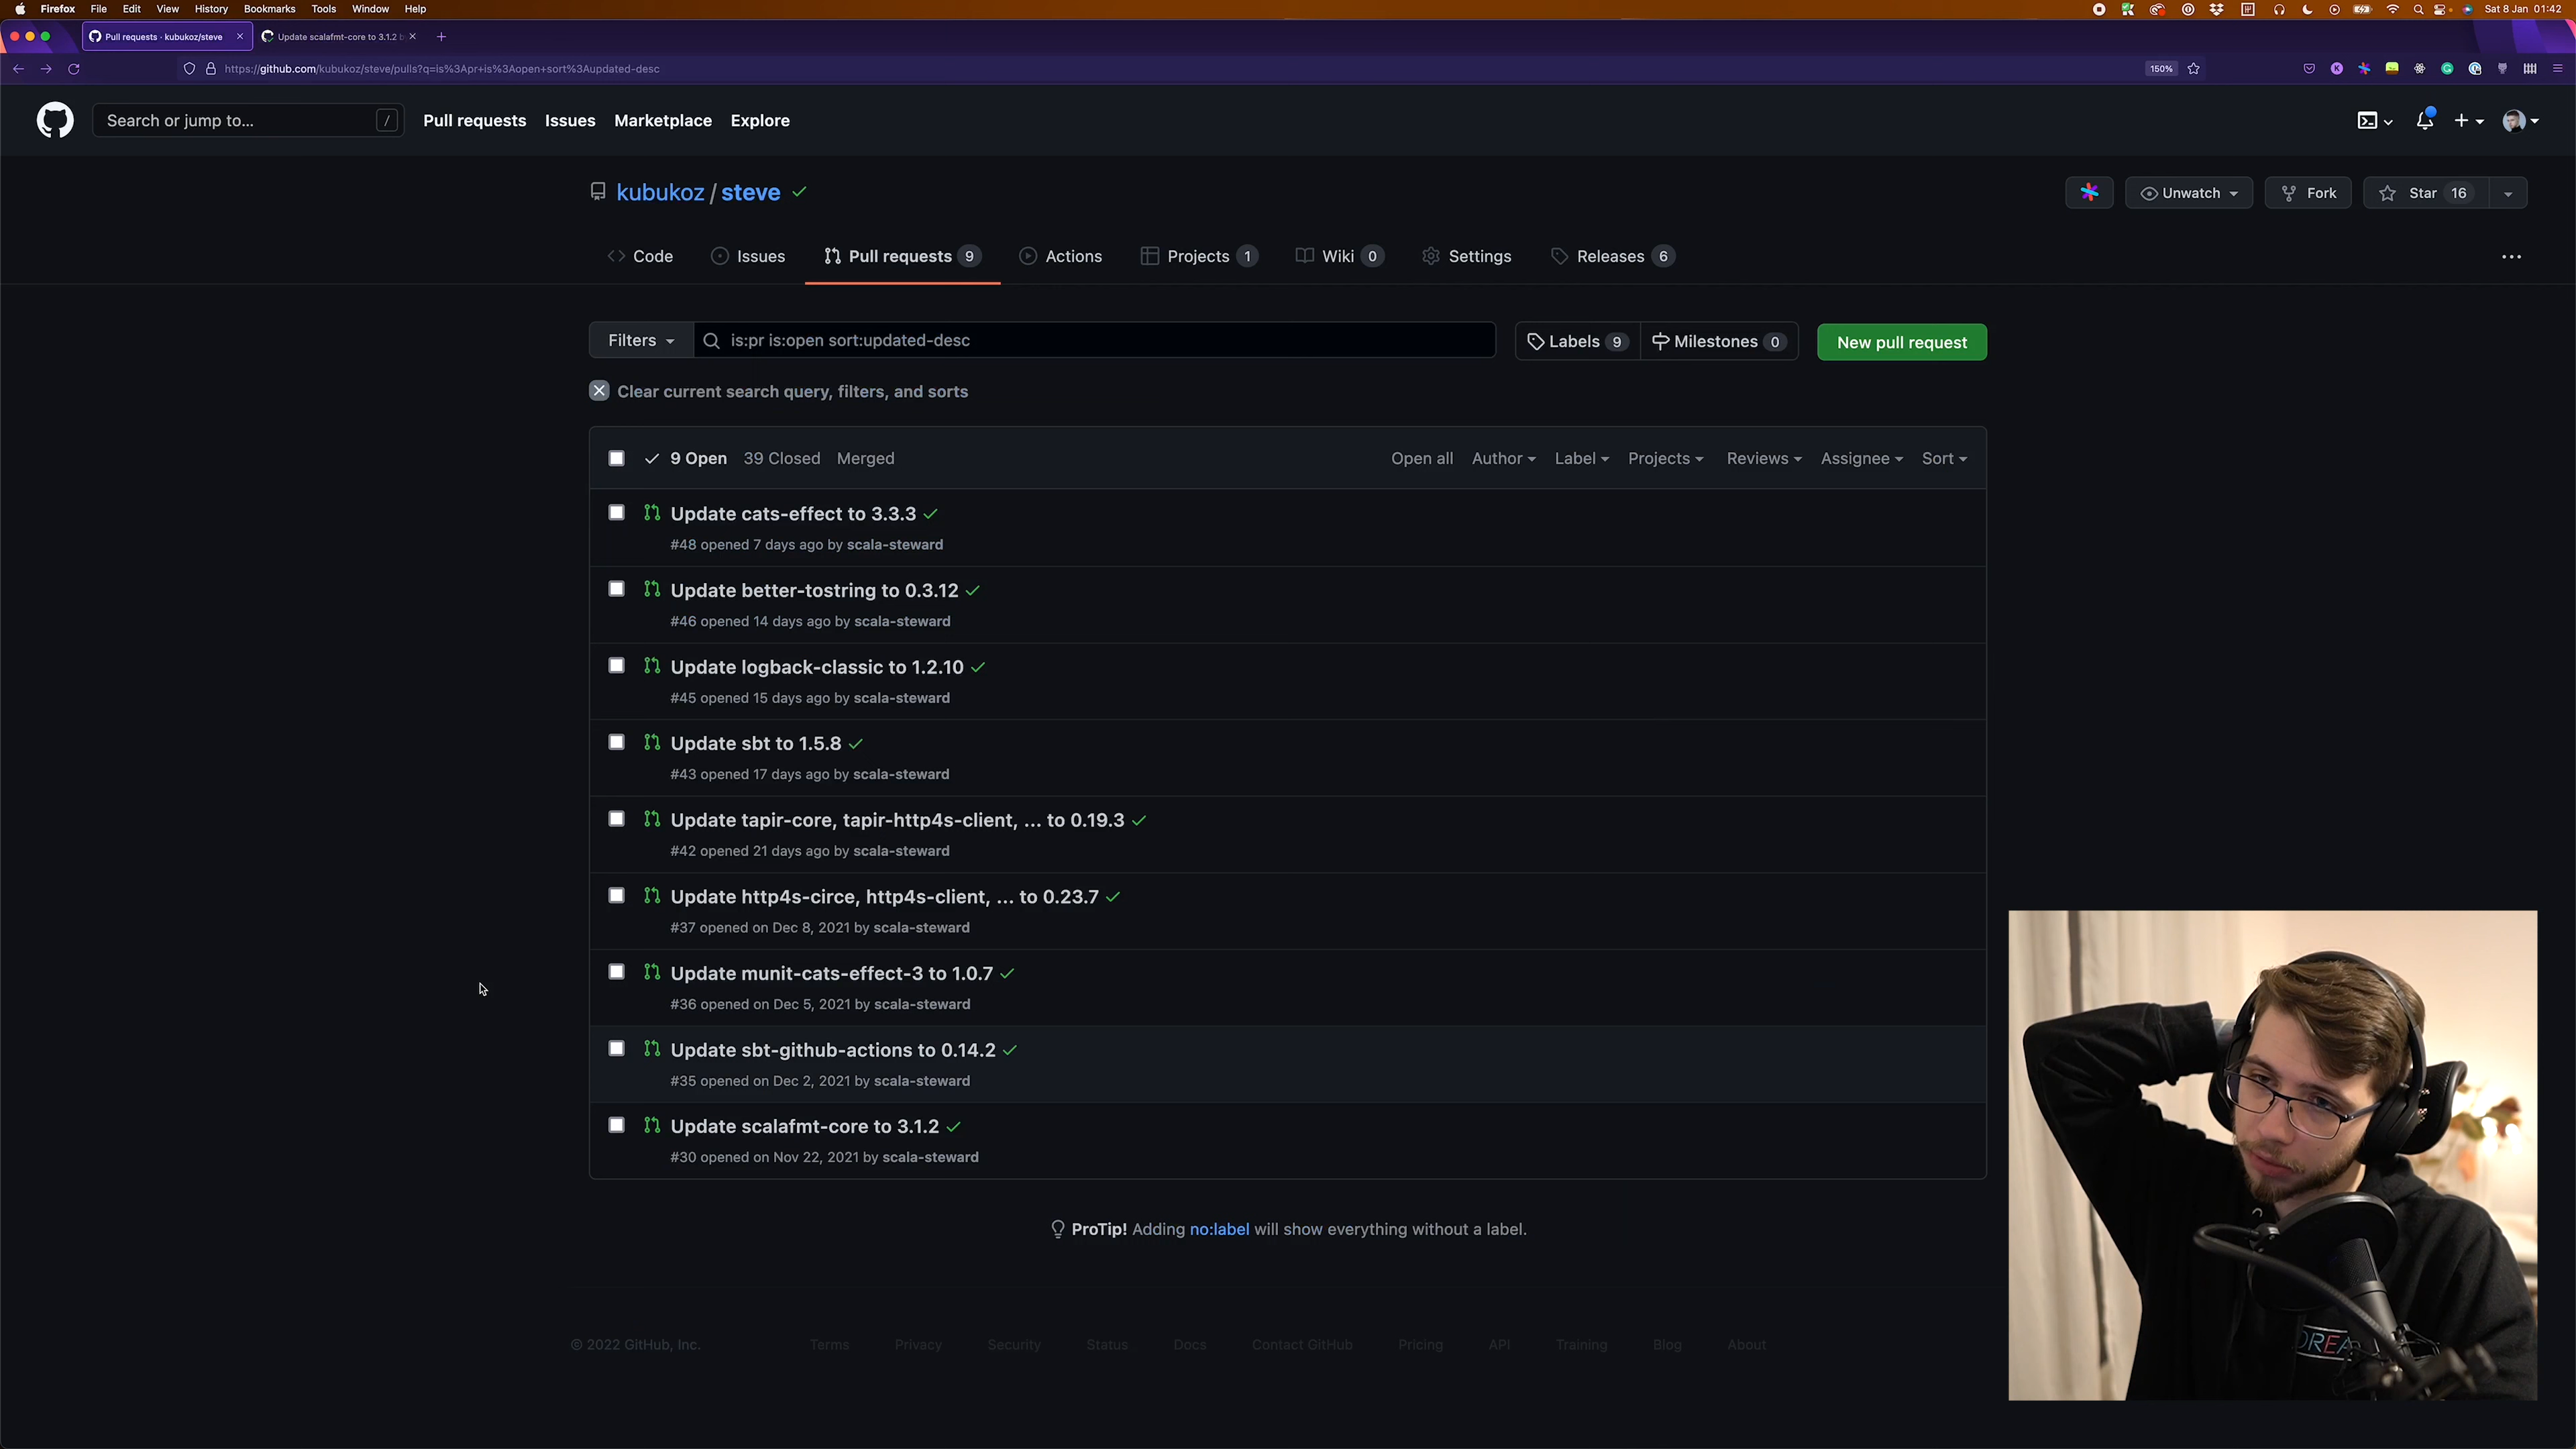 Firefox File Edit View History Bookmarks Tools Window Help Sat 8 Jan 01:42
Pull requests · kubukoz/steve Update scalafmt-core to 3.1.2 b
https://github.com/kubukoz/steve/pulls?q=is%3Apr+is%3Aopen+sort%3Aupdated-desc 150%
Search or jump to... / Pull requests Issues Marketplace Explore
kubukoz / steve Unwatch Fork Star 16
Code Issues Pull requests 9 Actions Projects 1 Wiki 0 Settings Releases 6
Filters is:pr is:open sort:updated-desc Labels 9 Milestones 0 New pull request
Clear current search query, filters, and sorts
9 Open 39 Closed Merged Open all Author Label Projects Reviews Assignee Sort
Update cats-effect to 3.3.3
#48 opened 7 days ago by scala-steward
Update better-tostring to 0.3.12
#46 opened 14 days ago by scala-steward
Update logback-classic to 1.2.10
#45 opened 15 days ago by scala-steward
Update sbt to 1.5.8
#43 opened 17 days ago by scala-steward
Update tapir-core, tapir-http4s-client, ... to 0.19.3
#42 opened 21 days ago by scala-steward
Update http4s-circe, http4s-client, ... to 0.23.7
#37 opened on Dec 8, 2021 by scala-steward
Update munit-cats-effect-3 to 1.0.7
#36 opened on Dec 5, 2021 by scala-steward
Update sbt-github-actions to 0.14.2
#35 opened on Dec 2, 2021 by scala-steward
Update scalafmt-core to 3.1.2
#30 opened on Nov 22, 2021 by scala-steward
ProTip! Adding no:label will show everything without a label.
© 2022 GitHub, Inc. Terms Privacy Security Status Docs Contact GitHub Pricing API Training Blog About